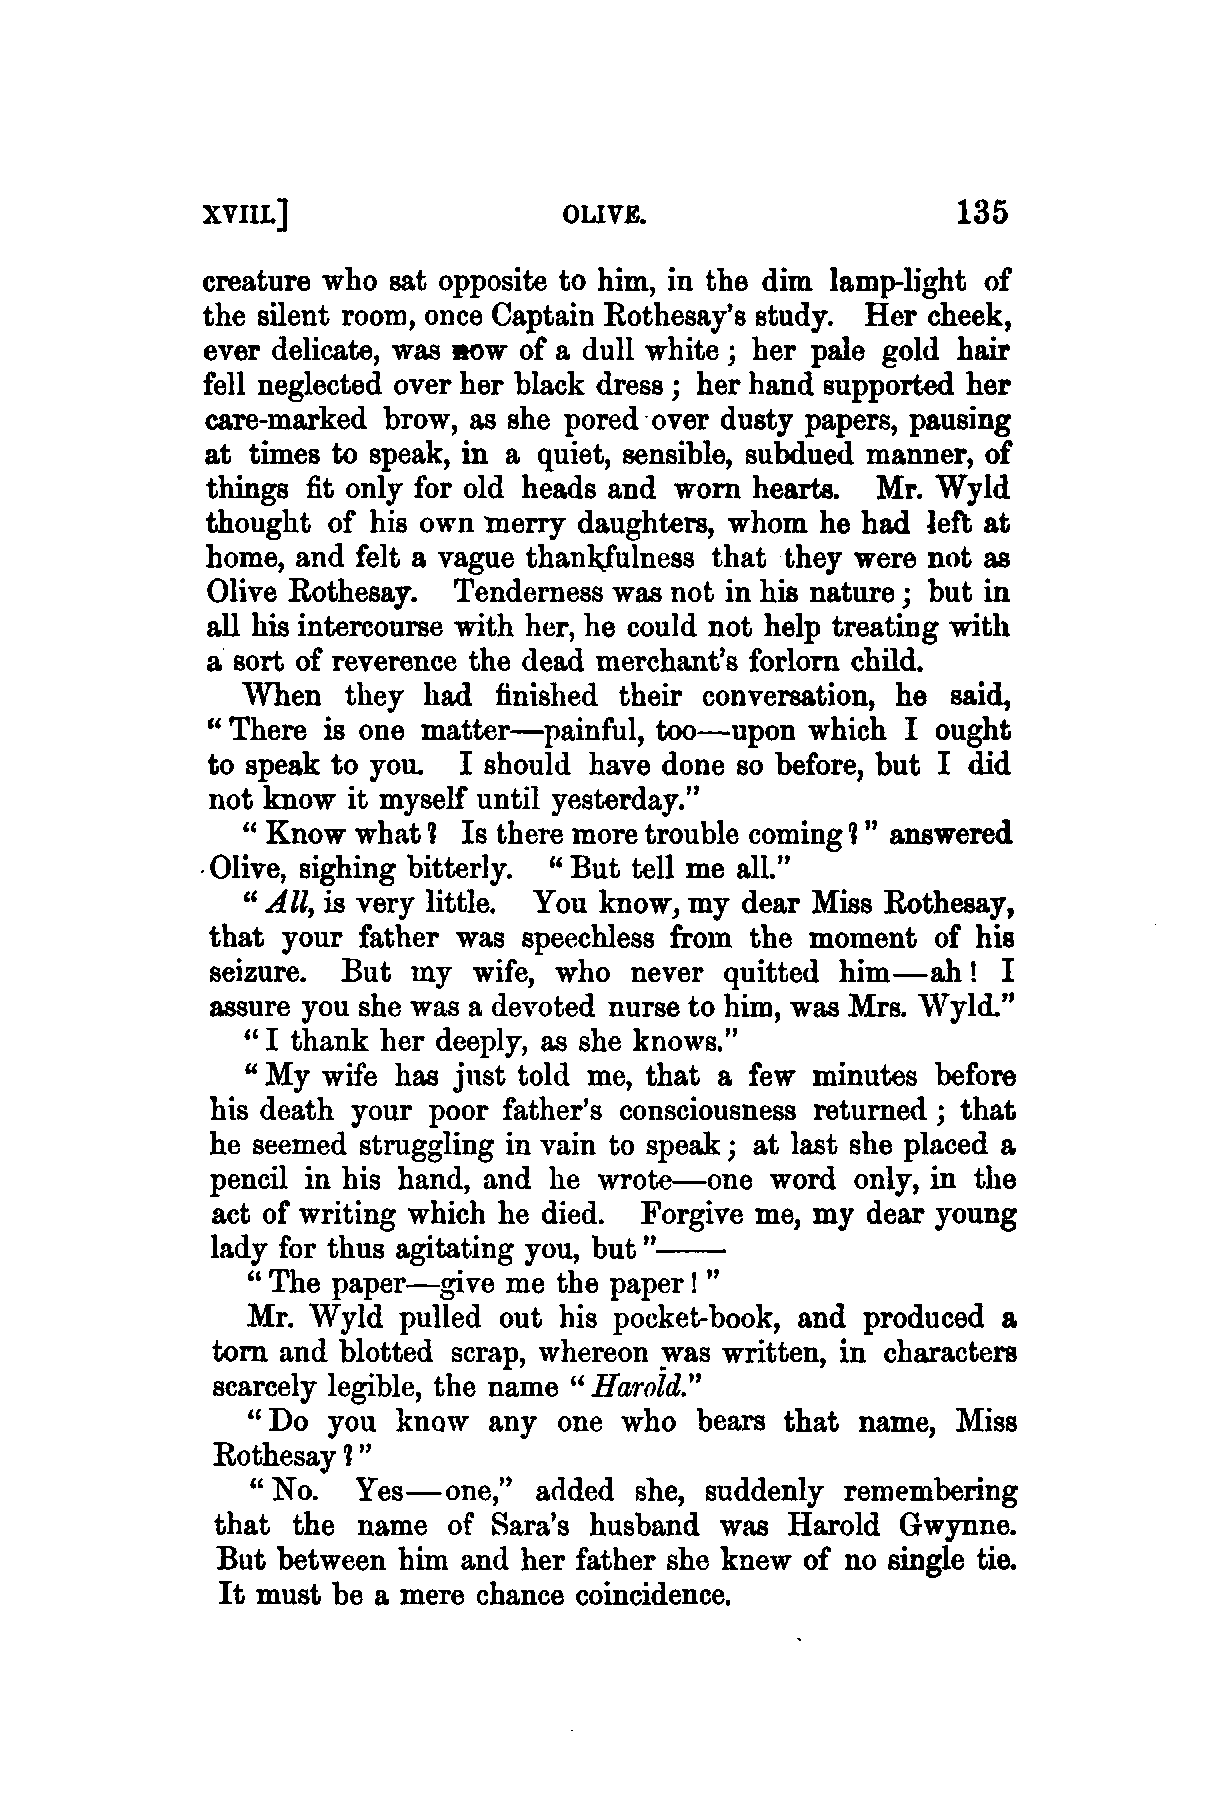 XVIII.] OLIVE. 135
creature who sat opposite to him, in the dim lamp-light of
the silent room, once Captain Rothesay's study. Her cheek,
ever delicate, was now of a dull white; her pale gold hair
fell neglected over her black dress; her hand supported her
care-marked brow, as she pored over dusty papers, pausing
at times to speak, in a quiet, sensible, subdued manner, of
things fit only for old heads and worn hearts. Mr. Wyld
thought of his own merry daughters, whom he had left at
home, and felt a vague thankfulness that they were not as
Olive Rothesay. Tenderness was not in his nature; but in
all his intercourse with her, he could not help treating with
a sort of reverence the dead merchant's forlorn child.
When they had finished their conversation, he said,
"There is one matter—painful, too—upon which I ought
to speak to you. I should have done so before, but I did
not know it myself until yesterday."
"Know what? Is there more trouble coming?" answered
Olive, sighing bitterly. "But tell me all."
"All, is very little. You know, my dear Miss Rothesay,
that your father was speechless from the moment of his
seizure. But my wife, who never quitted him—ah! I
assure you she was a devoted nurse to him, was Mrs. Wyld."
"I thank her deeply, as she knows."
"My wife has just told me, that a few minutes before
his death your poor father's consciousness returned; that
he seemed struggling in vain to speak; at last she placed a
pencil in his hand, and he wrote—one word only, in the
act of writing which he died. Forgive me, my dear young
lady for thus agitating you, but"——
"The paper—give me the paper!"
Mr. Wyld pulled out his pocket-book, and produced a
torn and blotted scrap, whereon was written, in characters
scarcely legible, the name "Harold."
"Do you know any one who bears that name, Miss
Rothesay?"
"No. Yes—one," added she, suddenly remembering
that the name of Sara's husband was Harold Gwynne.
But between him and her father she knew of no single tie.
It must be a mere chance coincidence.